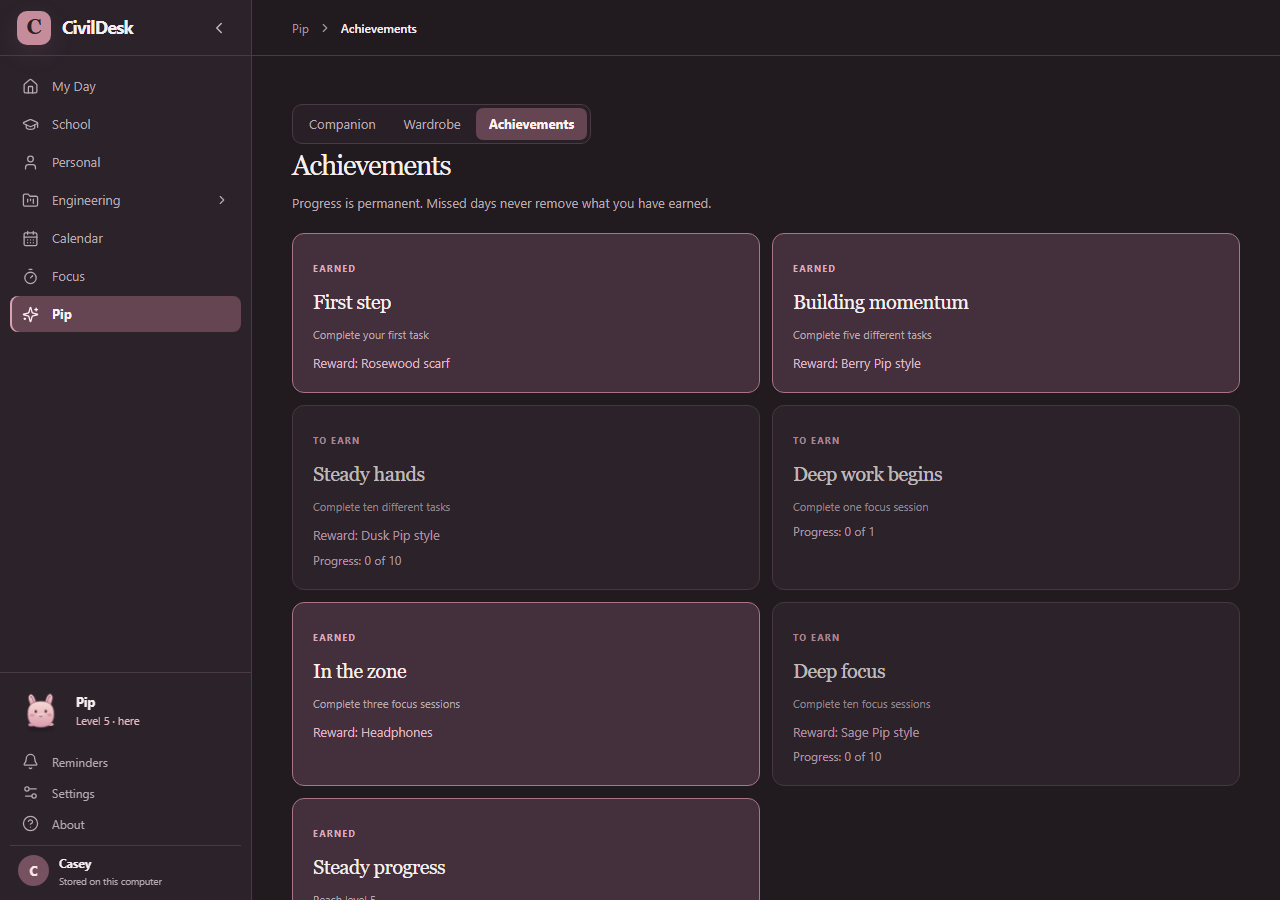 C CivilDesk
My Day
School
Personal
Engineering
Calendar
Focus
Pip
Pip
Level 5 · here
Reminders
Settings
About
C
Casey
Stored on this computer
Pip > Achievements
Companion Wardrobe Achievements
Achievements
Progress is permanent. Missed days never remove what you have earned.
EARNED
First step
Complete your first task
Reward: Rosewood scarf
EARNED
Building momentum
Complete five different tasks
Reward: Berry Pip style
TO EARN
Steady hands
Complete ten different tasks
Reward: Dusk Pip style
Progress: 0 of 10
TO EARN
Deep work begins
Complete one focus session
Progress: 0 of 1
EARNED
In the zone
Complete three focus sessions
Reward: Headphones
TO EARN
Deep focus
Complete ten focus sessions
Reward: Sage Pip style
Progress: 0 of 10
EARNED
Steady progress
Reach level 5